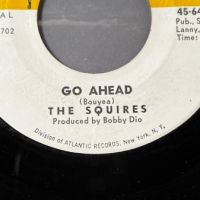 AL
702
45-64
Pub., S
Lanny,
Time:
GO AHEAD
(Bouyea)
THE SQUIRES
Produced by Bobby Dio
Division of ATLANTIC RECORDS, New York, N. Y.